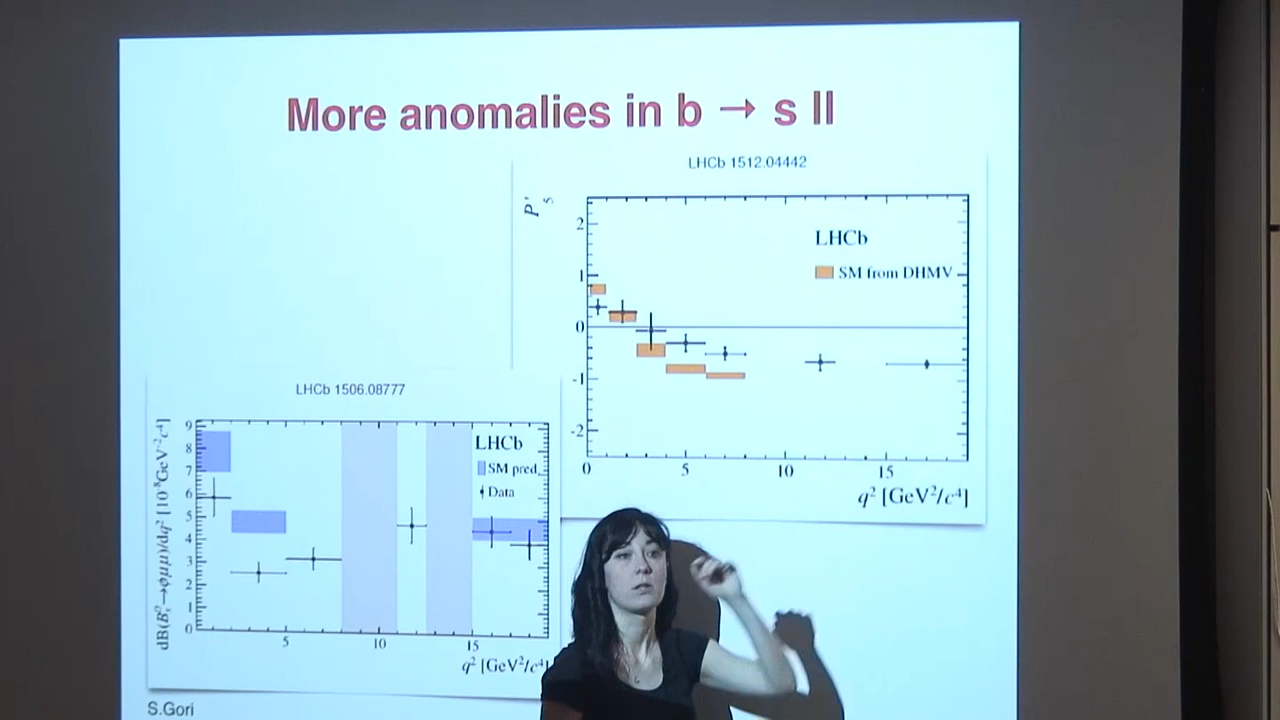 More anomalies in b → s ll
LHCb 1512.04442
P'5
2
1
0
-1
-2
LHCb
SM from DHMV
0
5
10
15
q² [GeV²/c⁴]
LHCb 1506.08777
dB(B⁰s→ϕμμ)/dq² [10⁻⁸GeV⁻²c⁴]
9
8
7
6
5
4
3
2
1
0
LHCb
SM pred.
Data
5
10
15
q² [GeV²/c⁴]
S.Gori